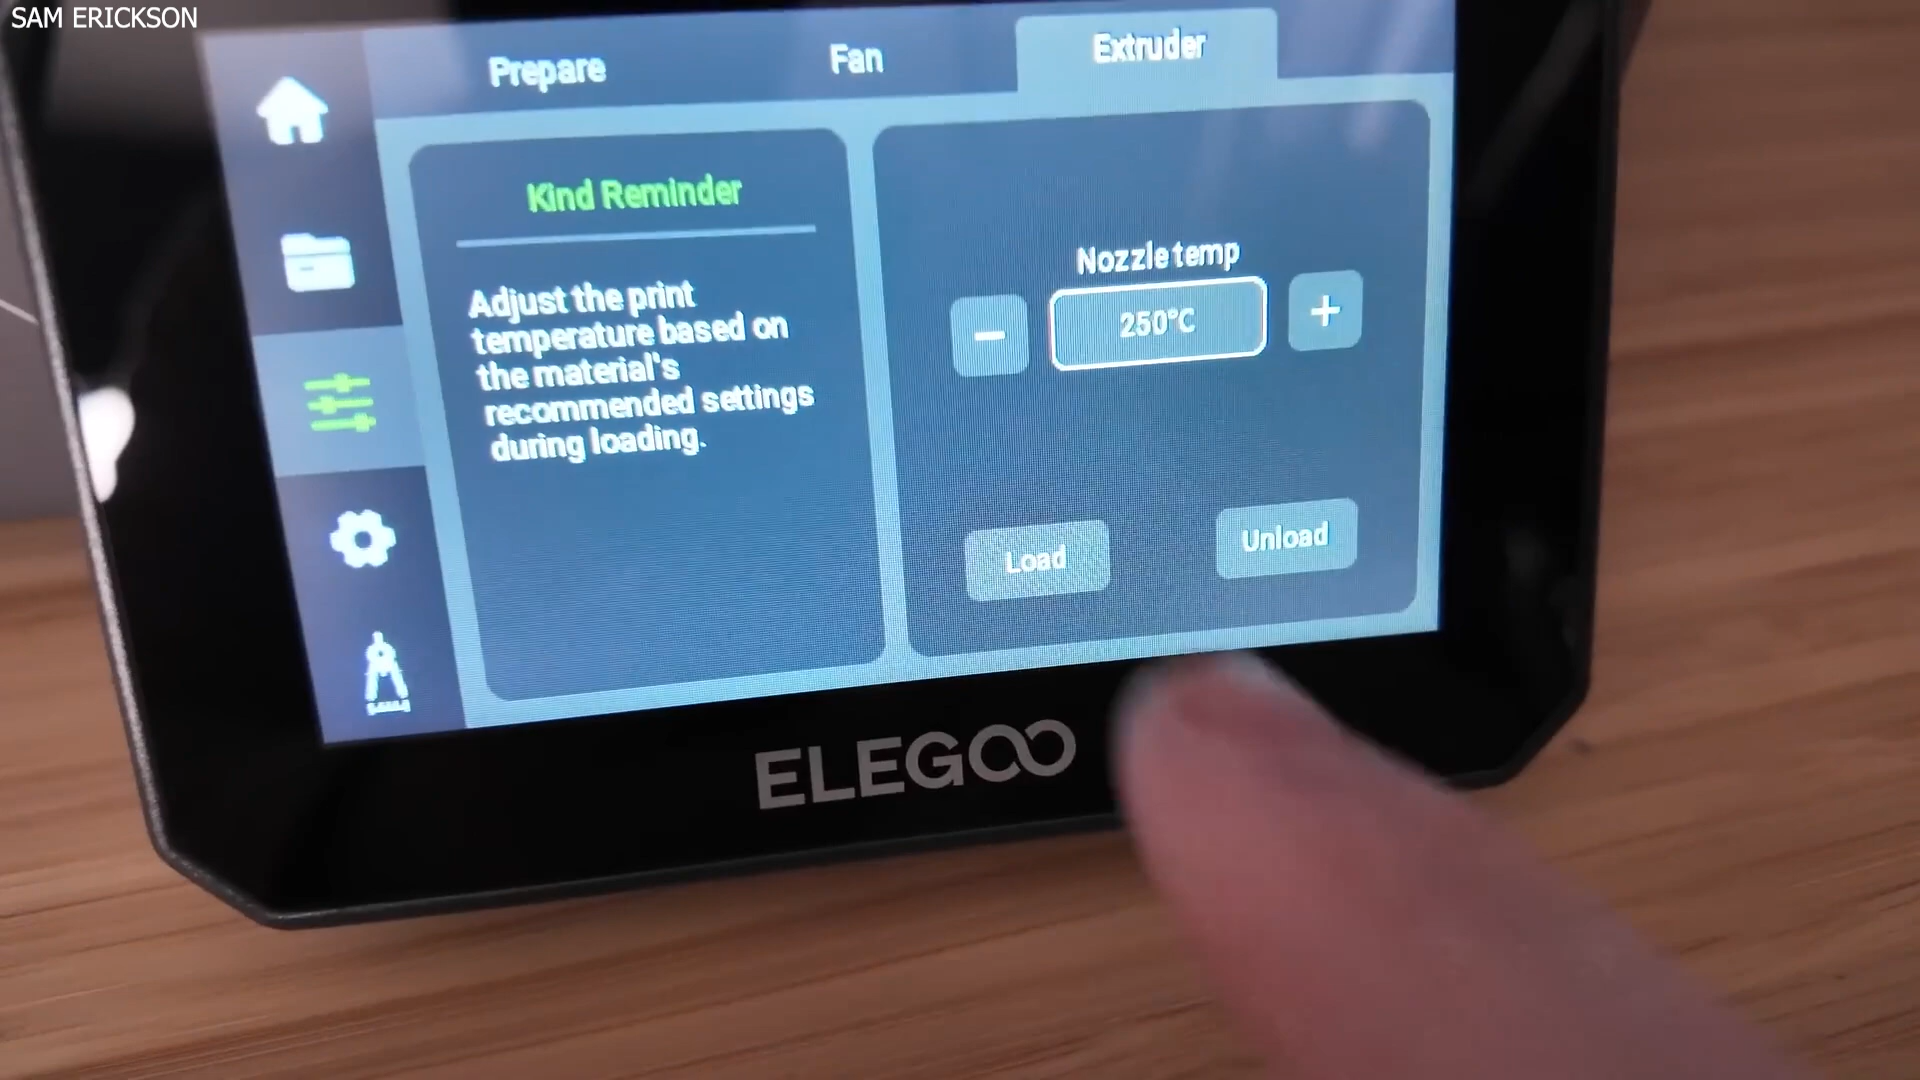 SAM ERICKSON
Prepare
Fan
Extruder
Kind Reminder
Adjust the print
temperature based on
the material's
recommended settings
during loading.
Nozzle temp
−
250°C
+
Load
Unload
ELEGOO